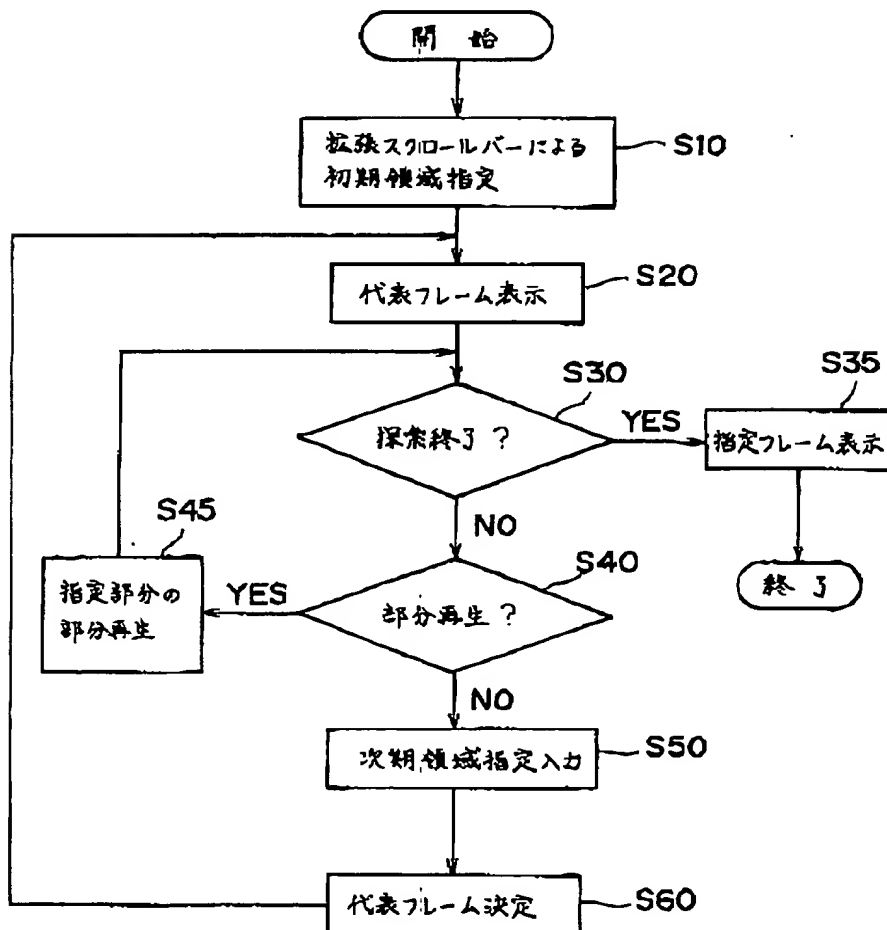 開始
拡張スクロールバーによる
初期領域指定
S10
代表フレーム表示
S20
探索終了?
S30
YES
指定フレーム表示
S35
終了
NO
部分再生?
S40
YES
指定部分の
部分再生
S45
NO
次期領域指定入力
S50
代表フレーム決定
S60